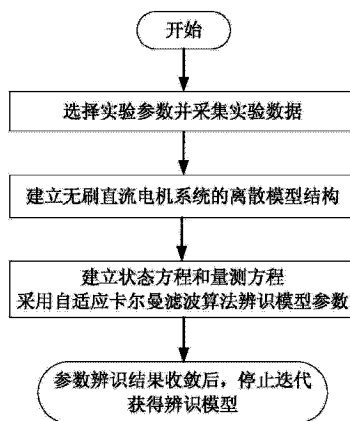 开始
选择实验参数并采集实验数据
建立无刷直流电机系统的离散模型结构
建立状态方程和量测方程
采用自适应卡尔曼滤波算法辨识模型参数
参数辨识结果收敛后，停止迭代
获得辨识模型